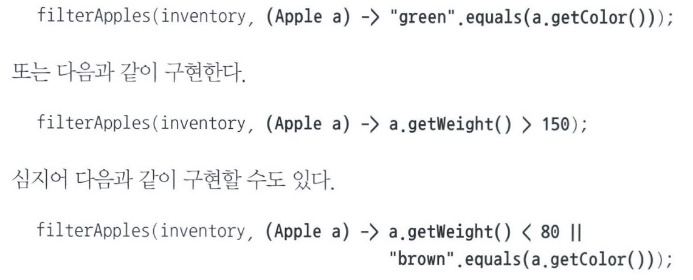 filterApples(inventory, (Apple a) -> "green".equals(a.getColor()));
또는 다음과 같이 구현한다.
filterApples(inventory, (Apple a) -> a.getWeight() > 150);
심지어 다음과 같이 구현할 수도 있다.
filterApples(inventory, (Apple a) -> a.getWeight() < 80 ||
"brown".equals(a.getColor()));